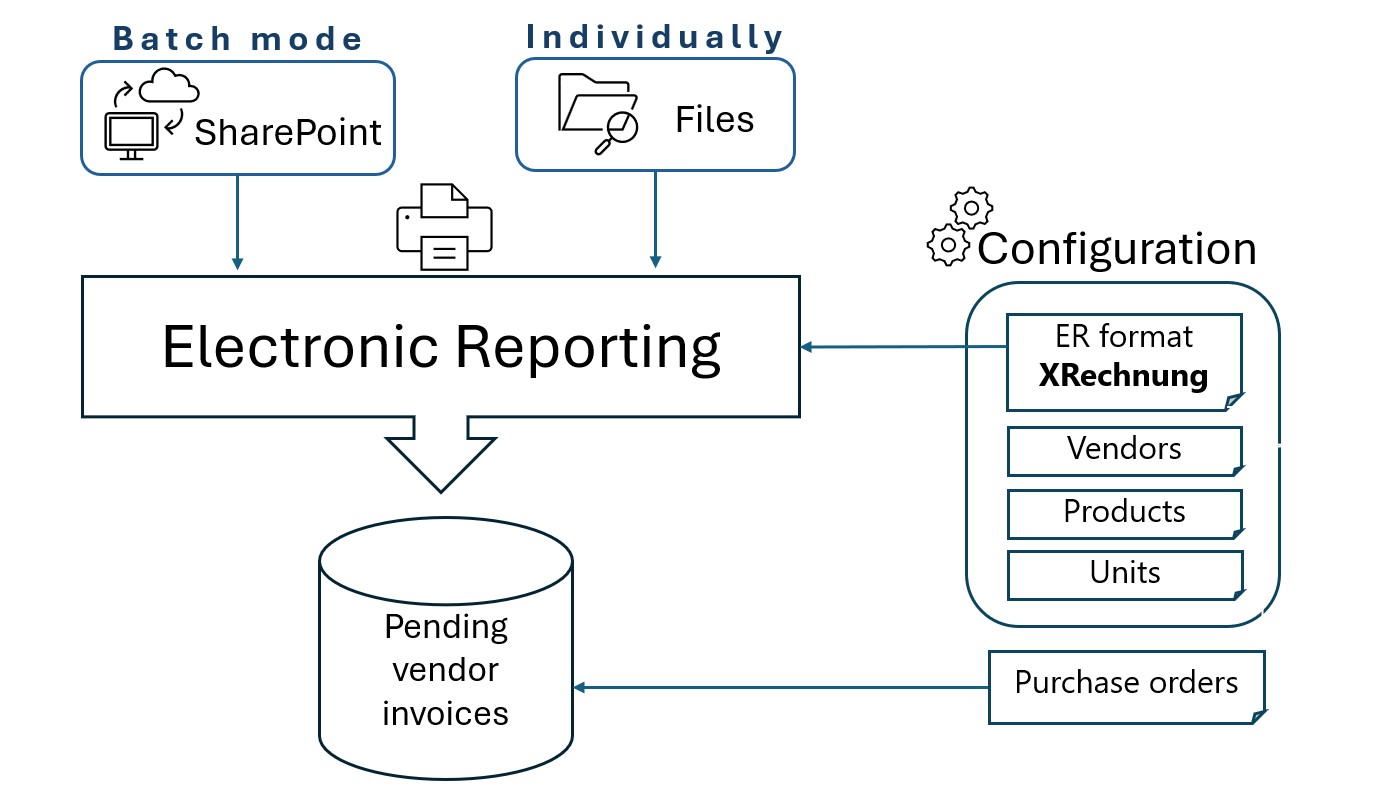 Batch mode
Individually
SharePoint
Files
Configuration
Electronic Reporting
ER format
XRechnung
Vendors
Products
Units
Pending
vendor
invoices
Purchase orders